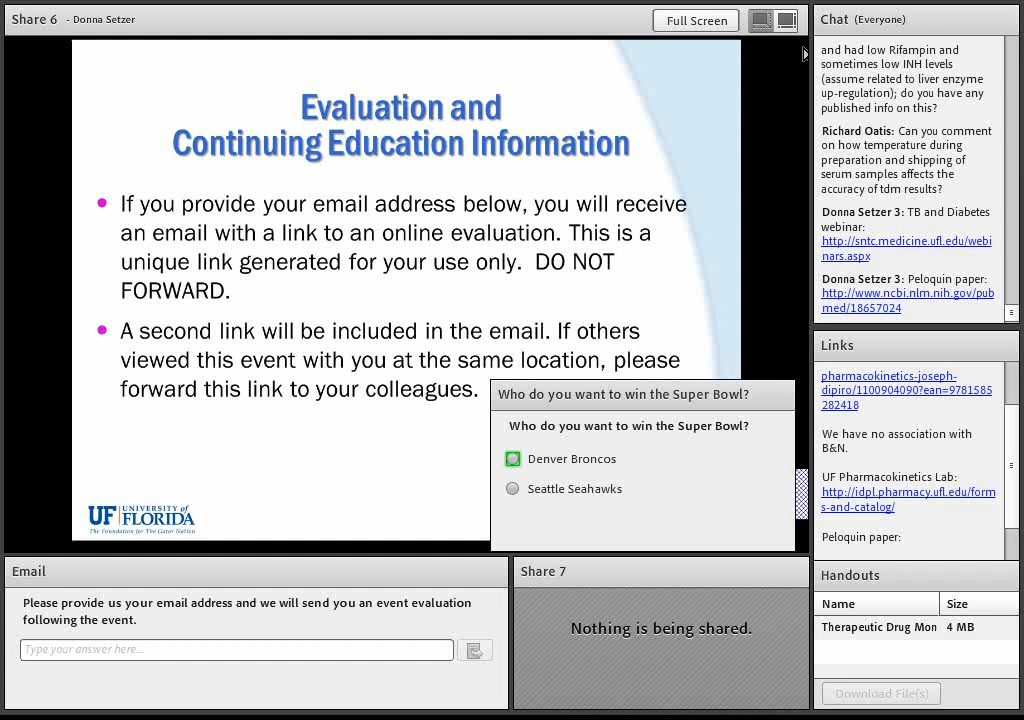 Share 6 - Donna Setzer
Full Screen
Evaluation and
Continuing Education Information
• If you provide your email address below, you will receive
an email with a link to an online evaluation. This is a
unique link generated for your use only.  DO NOT
FORWARD.
• A second link will be included in the email. If others
viewed this event with you at the same location, please
forward this link to your colleagues.
UF UNIVERSITY of
FLORIDA
The Foundation for The Gator Nation
Who do you want to win the Super Bowl?
Who do you want to win the Super Bowl?
Denver Broncos
Seattle Seahawks
Email
Please provide us your email address and we will send you an event evaluation
following the event.
Type your answer here...
Share 7
Nothing is being shared.
Chat (Everyone)
and had low Rifampin and
sometimes low INH levels
(assume related to liver enzyme
up-regulation); do you have any
published info on this?
Richard Oatis: Can you comment
on how temperature during
preparation and shipping of
serum samples affects the
accuracy of tdm results?
Donna Setzer 3: TB and Diabetes
webinar:
http://sntc.medicine.ufl.edu/webi
nars.aspx
Donna Setzer 3: Peloquin paper:
http://www.ncbi.nlm.nih.gov/pub
med/18657024
Links
pharmacokinetics-joseph-
dipiro/1100904090?ean=9781585
282418
We have no association with
B&N.
UF Pharmacokinetics Lab:
http://idpl.pharmacy.ufl.edu/form
s-and-catalog/
Peloquin paper:
Handouts
Name Size
Therapeutic Drug Mon 4 MB
Download File(s)